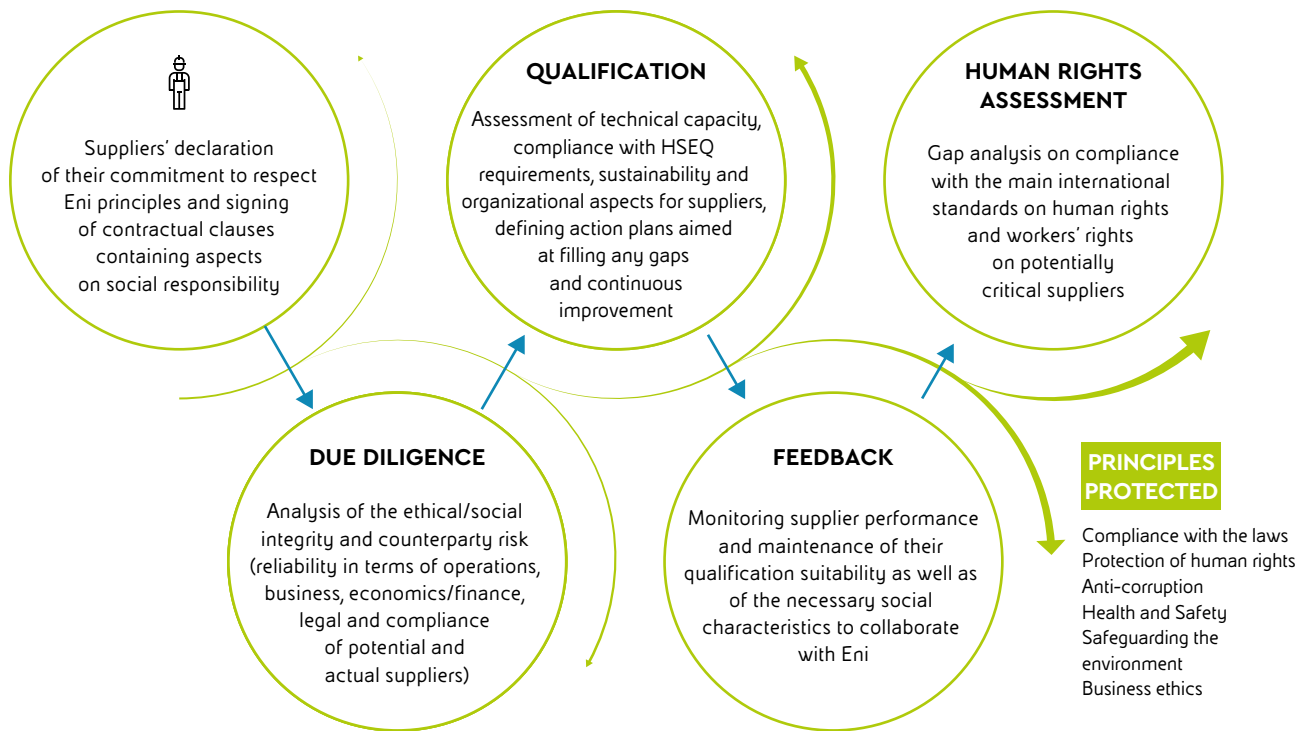 Suppliers’ declaration
of their commitment to respect
Eni principles and signing
of contractual clauses
containing aspects
on social responsibility
DUE DILIGENCE
Analysis of the ethical/social
integrity and counterparty risk
(reliability in terms of operations,
business, economics/finance,
legal and compliance
of potential and
actual suppliers)
QUALIFICATION
Assessment of technical capacity,
compliance with HSEQ
requirements, sustainability and
organizational aspects for suppliers,
defining action plans aimed
at filling any gaps
and continuous
improvement
FEEDBACK
Monitoring supplier performance
and maintenance of their
qualification suitability as well as
of the necessary social
characteristics to collaborate
with Eni
HUMAN RIGHTS
ASSESSMENT
Gap analysis on compliance
with the main international
standards on human rights
and workers’ rights
on potentially
critical suppliers
PRINCIPLES
PROTECTED
Compliance with the laws
Protection of human rights
Anti-corruption
Health and Safety
Safeguarding the
environment
Business ethics